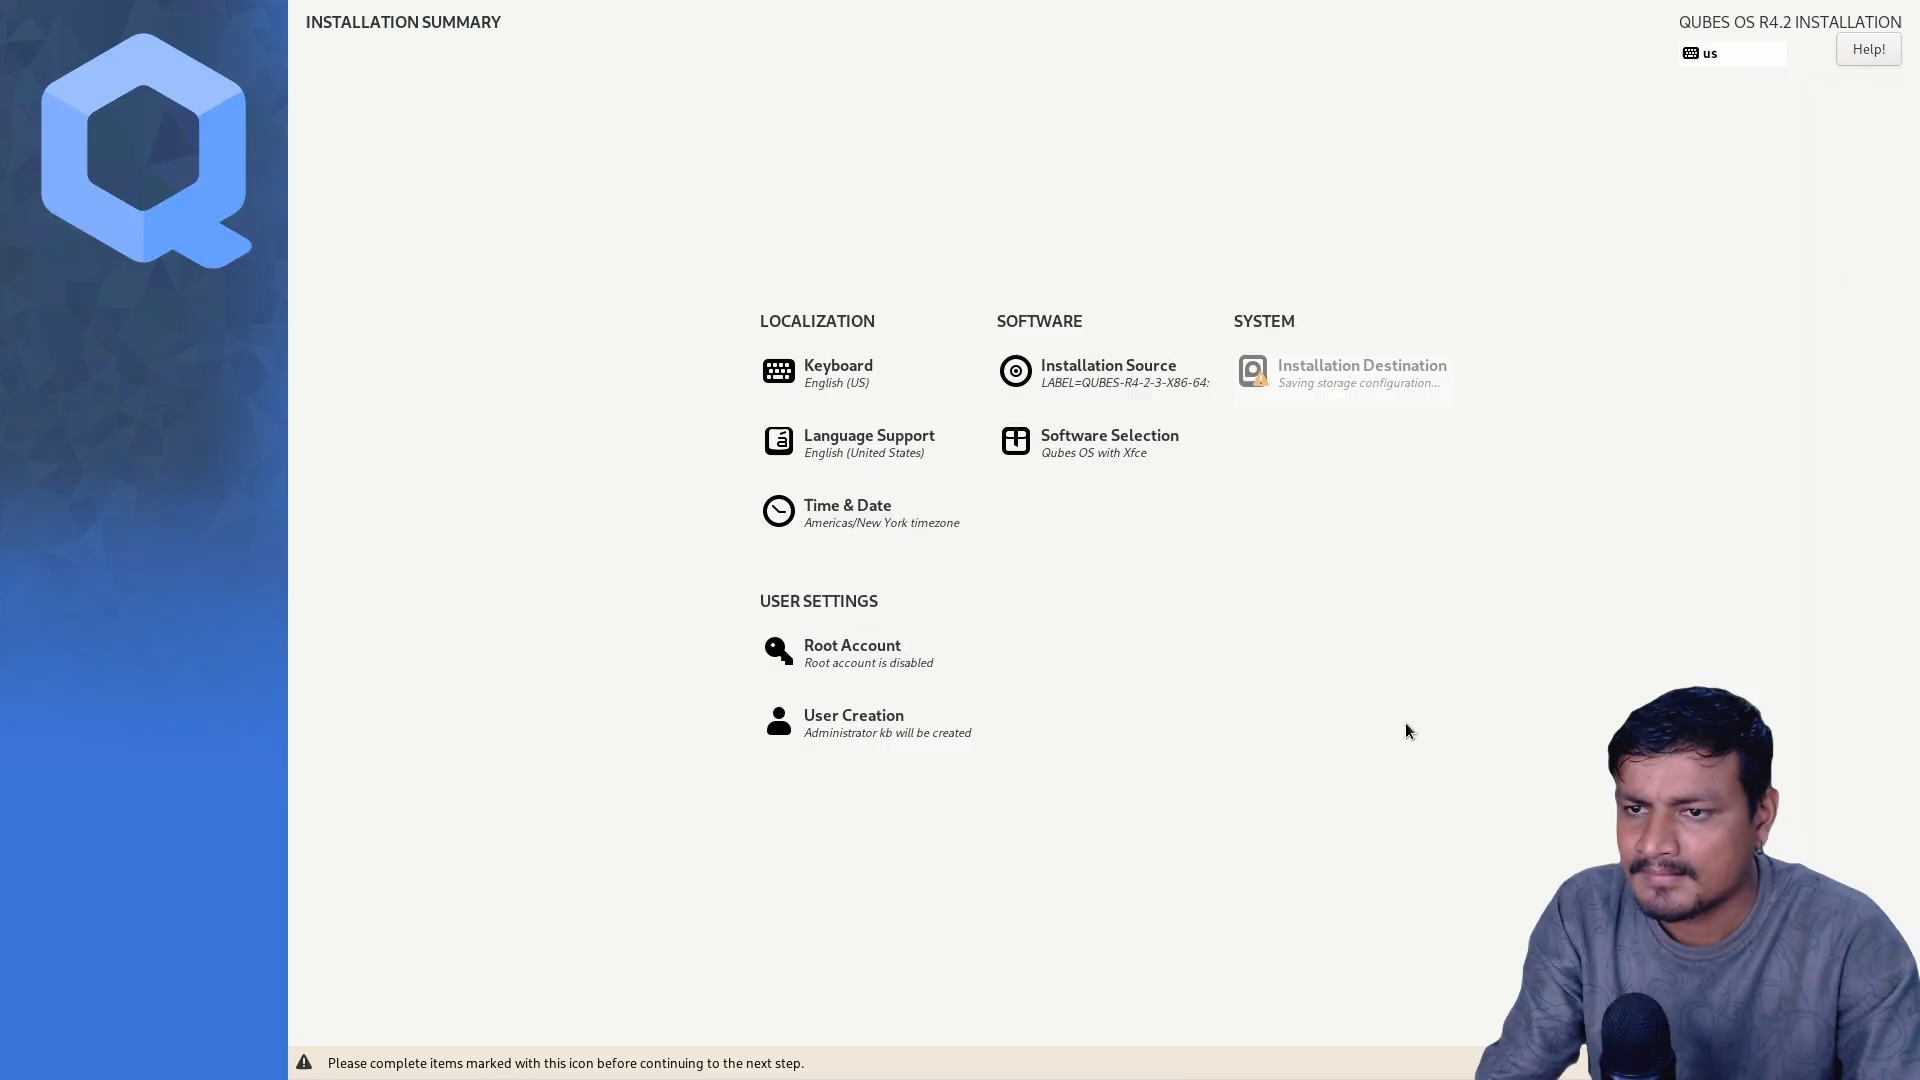 INSTALLATION SUMMARY
QUBES OS R4.2 INSTALLATION
us
Help!
LOCALIZATION
Keyboard
English (US)
Language Support
English (United States)
Time & Date
Americas/New York timezone
SOFTWARE
Installation Source
LABEL=QUBES-R4-2-3-X86-64:
Software Selection
Qubes OS with Xfce
SYSTEM
Installation Destination
Saving storage configuration...
USER SETTINGS
Root Account
Root account is disabled
User Creation
Administrator kb will be created
Please complete items marked with this icon before continuing to the next step.